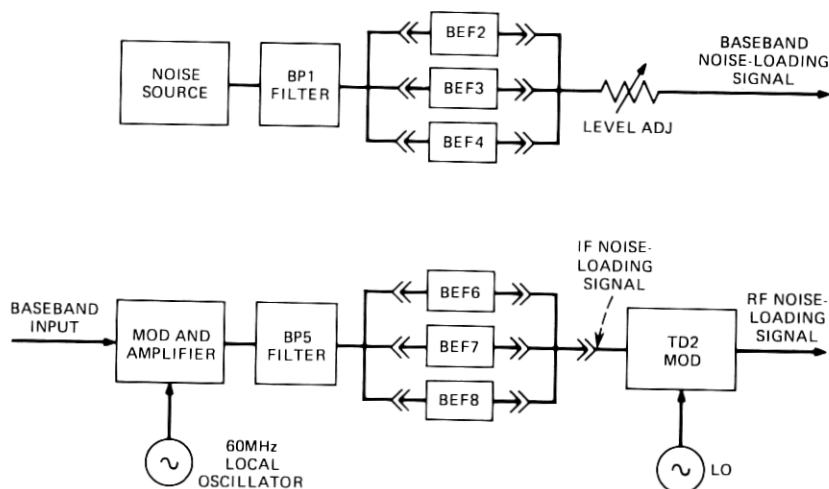 NOISE
SOURCE
BP1
FILTER
BEF2
BEF3
BEF4
LEVEL ADJ
BASEBAND
NOISE-LOADING
SIGNAL
BASEBAND
INPUT
MOD AND
AMPLIFIER
60MHz
LOCAL
OSCILLATOR
BP5
FILTER
BEF6
BEF7
BEF8
IF NOISE-
LOADING
SIGNAL
TD2
MOD
LO
RF NOISE-
LOADING
SIGNAL